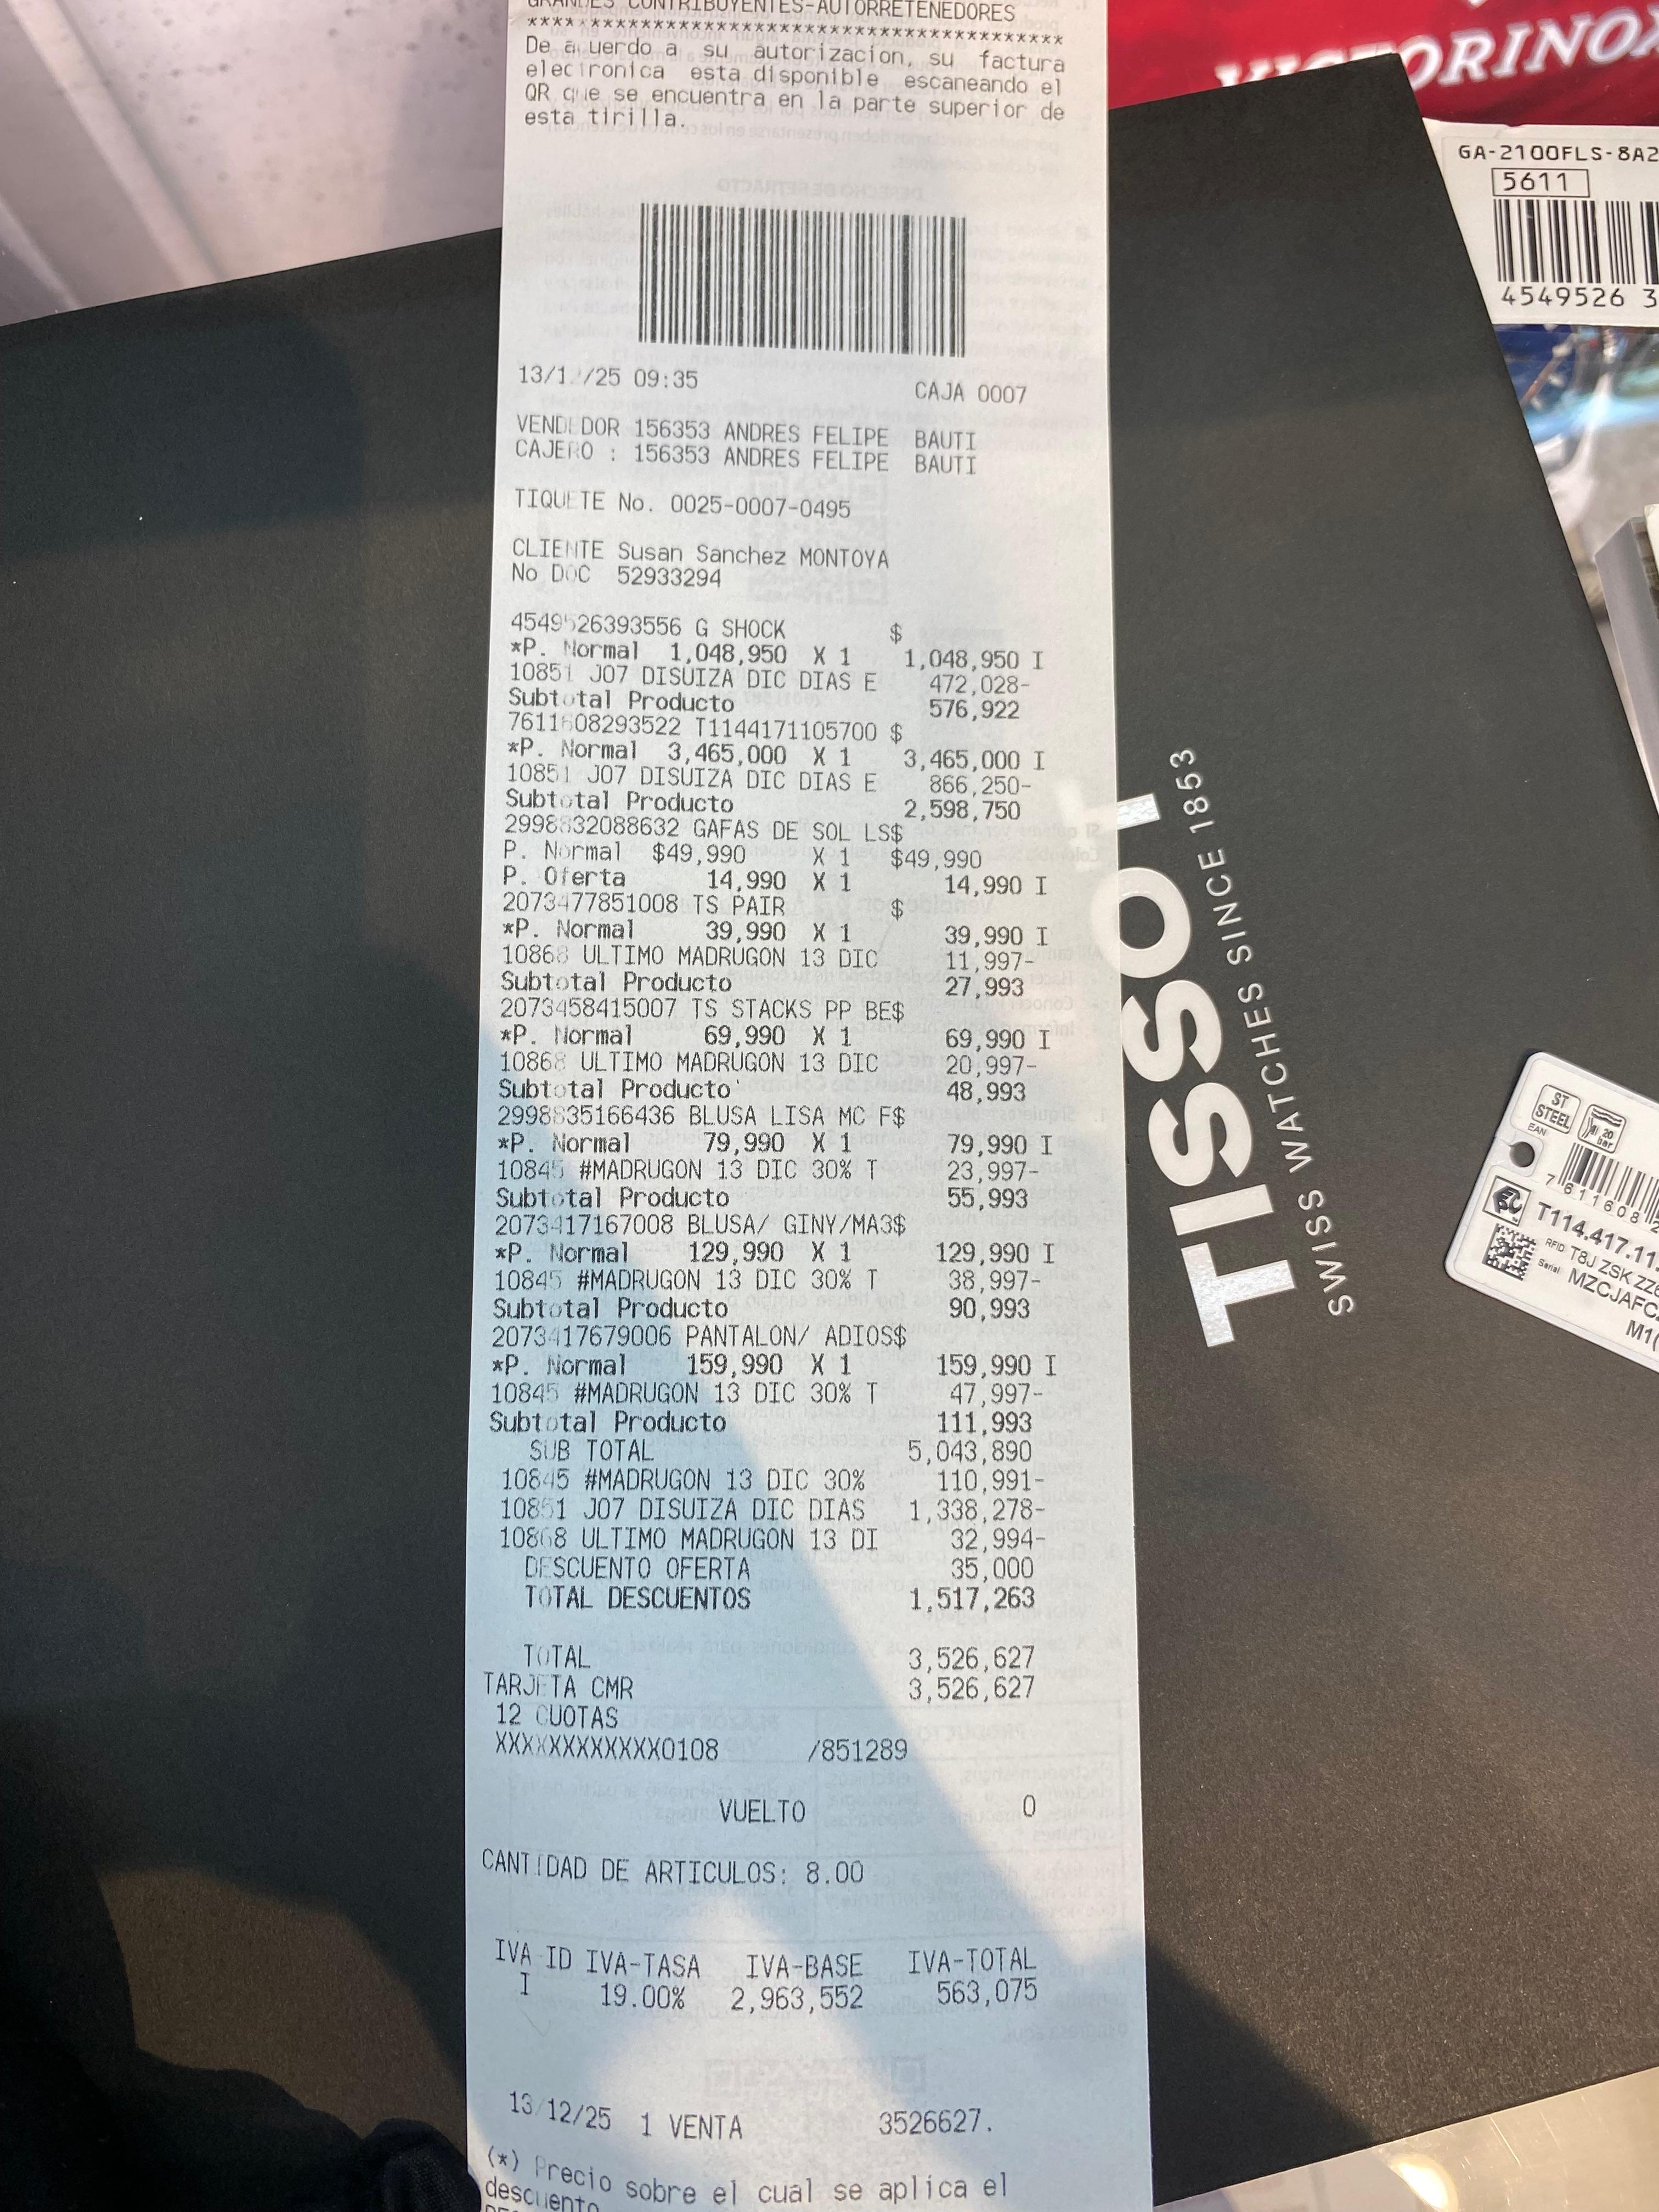 GRANDES CONTRIBUYENTES-AUTORRETENEDORES
******************************************
De acuerdo a su autorizacion, su factura
electronica esta disponible escaneando el
QR que se encuentra en la parte superior de
esta tirilla.
13/12/25 09:35 CAJA 0007
VENDEDOR 156353 ANDRES FELIPE BAUTI
CAJERO : 156353 ANDRES FELIPE BAUTI
TIQUETE No. 0025-0007-0495
CLIENTE Susan Sanchez MONTOYA
No DOC 52933294
4549526393556 G SHOCK $
*P. Normal 1,048,950 X 1 1,048,950 I
10851 J07 DISUIZA DIC DIAS E 472,028-
Subtotal Producto 576,922
7611608293522 T1144171105700 $
*P. Normal 3,465,000 X 1 3,465,000 I
10851 J07 DISUIZA DIC DIAS E 866,250-
Subtotal Producto 2,598,750
2998832088632 GAFAS DE SOL LS$
P. Normal $49,990 X 1 $49,990
P. Oferta 14,990 X 1 14,990 I
2073477851008 TS PAIR $
*P. Normal 39,990 X 1 39,990 I
10868 ULTIMO MADRUGON 13 DIC 11,997-
Subtotal Producto 27,993
2073458415007 TS STACKS PP BE$
*P. Normal 69,990 X 1 69,990 I
10868 ULTIMO MADRUGON 13 DIC 20,997-
Subtotal Producto 48,993
2998835166436 BLUSA LISA MC F$
*P. Normal 79,990 X 1 79,990 I
10845 #MADRUGON 13 DIC 30% T 23,997-
Subtotal Producto 55,993
2073417167008 BLUSA/ GINY/MA3$
*P. Normal 129,990 X 1 129,990 I
10845 #MADRUGON 13 DIC 30% T 38,997-
Subtotal Producto 90,993
2073417679006 PANTALON/ ADIOS$
*P. Normal 159,990 X 1 159,990 I
10845 #MADRUGON 13 DIC 30% T 47,997-
Subtotal Producto 111,993
SUB TOTAL 5,043,890
10845 #MADRUGON 13 DIC 30% 110,991-
10851 J07 DISUIZA DIC DIAS 1,338,278-
10868 ULTIMO MADRUGON 13 DI 32,994-
DESCUENTO OFERTA 35,000
TOTAL DESCUENTOS 1,517,263
TOTAL 3,526,627
TARJETA CMR 3,526,627
12 CUOTAS
XXXXXXXXXXXX0108 /851289
VUELTO 0
CANTIDAD DE ARTICULOS: 8.00
IVA ID IVA-TASA IVA-BASE IVA-TOTAL
I 19.00% 2,963,552 563,075
13/12/25 1 VENTA 3526627.
(*) Precio sobre el cual se aplica el
descuento
VICTORINOX
GA-2100FLS-8A2
5611
4549526 3
TISSOT
SWISS WATCHES SINCE 1853
ST
STEEL
20
bar
EAN
7 611608 2
T114.417.11.
RFID T8J ZSK ZZ6
Serial MZCJAFC
M1(